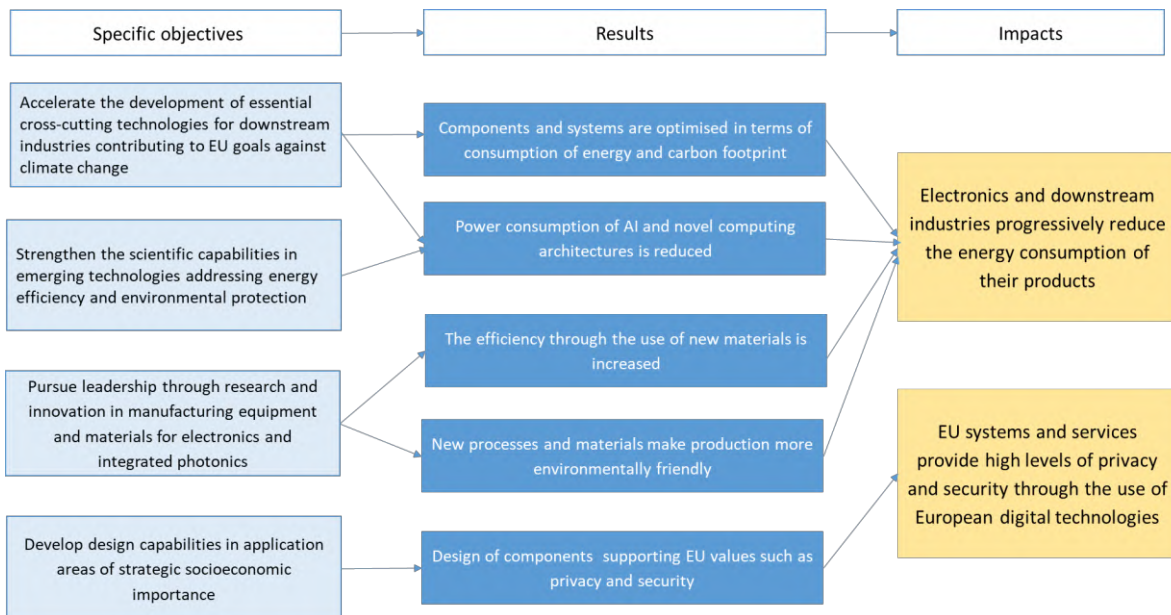 Specific objectives
Results
Impacts
Accelerate the development of essential
cross-cutting technologies for downstream
industries contributing to EU goals against
climate change
Strengthen the scientific capabilities in
emerging technologies addressing energy
efficiency and environmental protection
Pursue leadership through research and
innovation in manufacturing equipment
and materials for electronics and
integrated photonics
Develop design capabilities in application
areas of strategic socioeconomic
importance
Components and systems are optimised in terms of
consumption of energy and carbon footprint
Power consumption of AI and novel computing
architectures is reduced
The efficiency through the use of new materials is
increased
New processes and materials make production more
environmentally friendly
Design of components supporting EU values such as
privacy and security
Electronics and downstream
industries progressively reduce
the energy consumption of
their products
EU systems and services
provide high levels of privacy
and security through the use of
European digital technologies